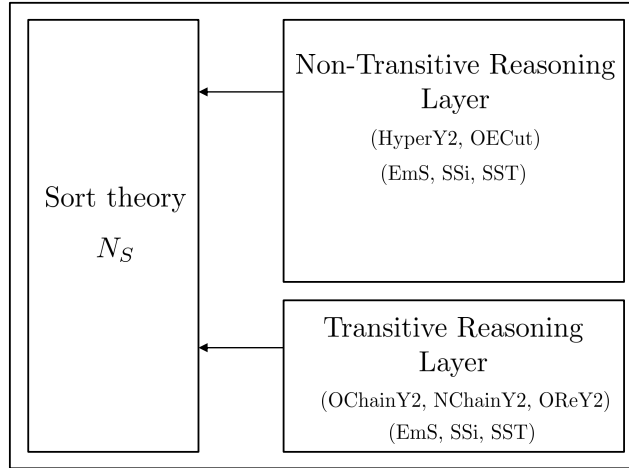 Sort theory
N_S
Non-Transitive Reasoning
Layer
(HyperY2, OECut)
(EmS, SSi, SST)
Transitive Reasoning
Layer
(OChainY2, NChainY2, OReY2)
(EmS, SSi, SST)